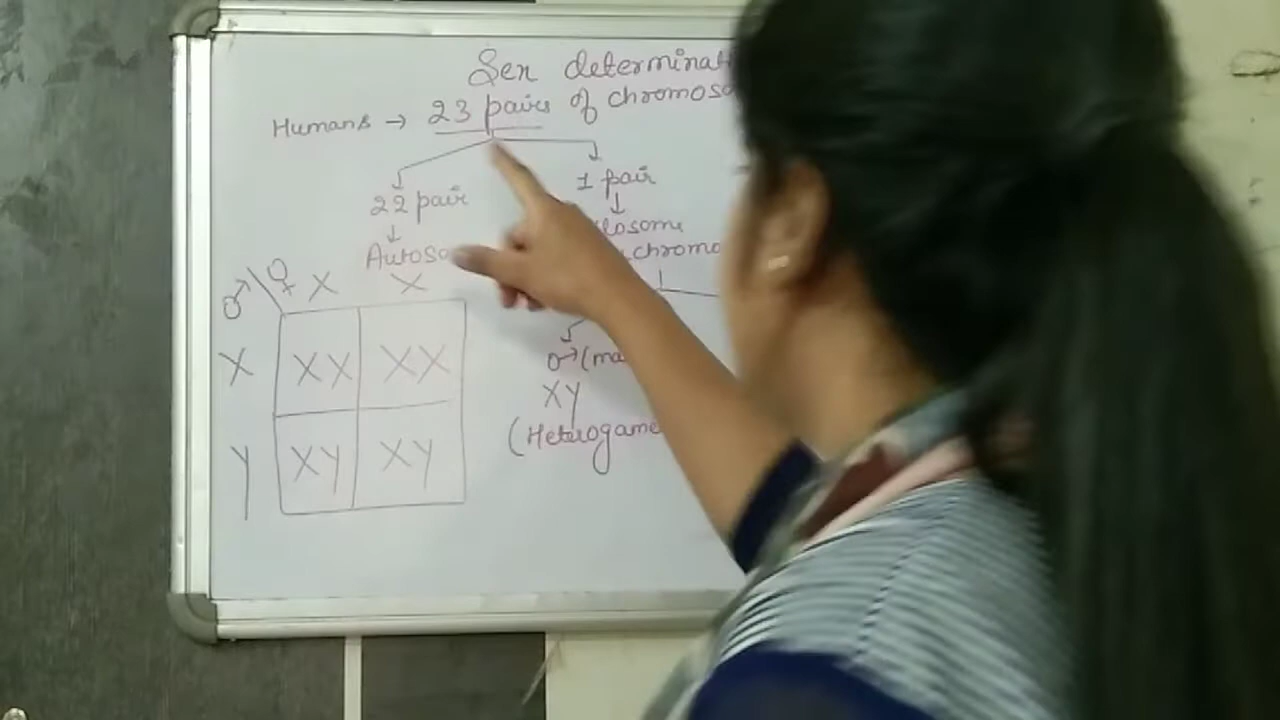 Sex determinat
Humans → 23 pairs of chromoso
22 pair
1 pair
↓
↓
Autoso
losome
chromo
♂ ♀ X X
X XX XX
Y XY XY
♂ (ma
XY
(Heterogame